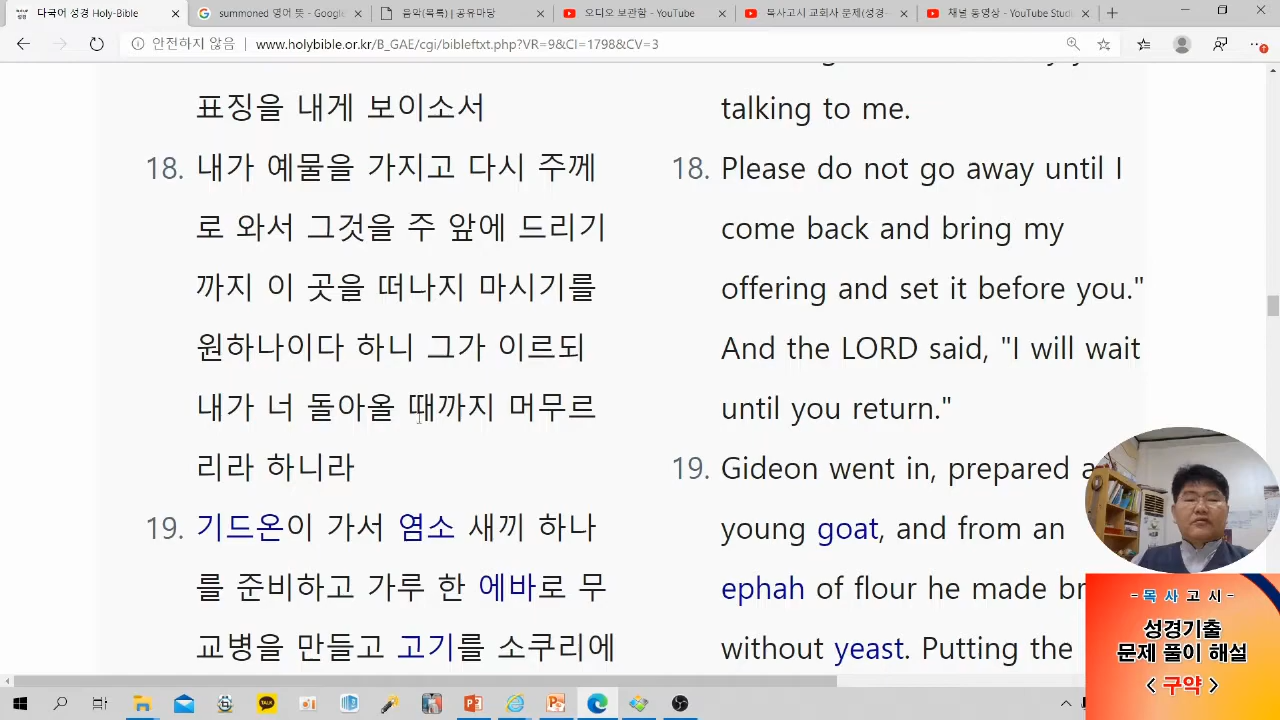 다국어 성경 Holy-Bible
summoned 영어 뜻 - Google
음악(목록) | 공유마당
오디오 보관함 - YouTube
목사고시 교회사 문제(성경
채널 동영상 - YouTube Stud
안전하지 않음 | www.holybible.or.kr/B_GAE/cgi/bibleftxt.php?VR=9&CI=1798&CV=3
표징을 내게 보이소서
18. 내가 예물을 가지고 다시 주께
로 와서 그것을 주 앞에 드리기
까지 이 곳을 떠나지 마시기를
원하나이다 하니 그가 이르되
내가 너 돌아올 때까지 머무르
리라 하니라
19. 기드온이 가서 염소 새끼 하나
를 준비하고 가루 한 에바로 무
교병을 만들고 고기를 소쿠리에
talking to me.
18. Please do not go away until I
come back and bring my
offering and set it before you."
And the LORD said, "I will wait
until you return."
19. Gideon went in, prepared a
young goat, and from an
ephah of flour he made br
without yeast. Putting the
- 목 사 고 시 -
성경기출
문제 풀이 해설
< 구약 >